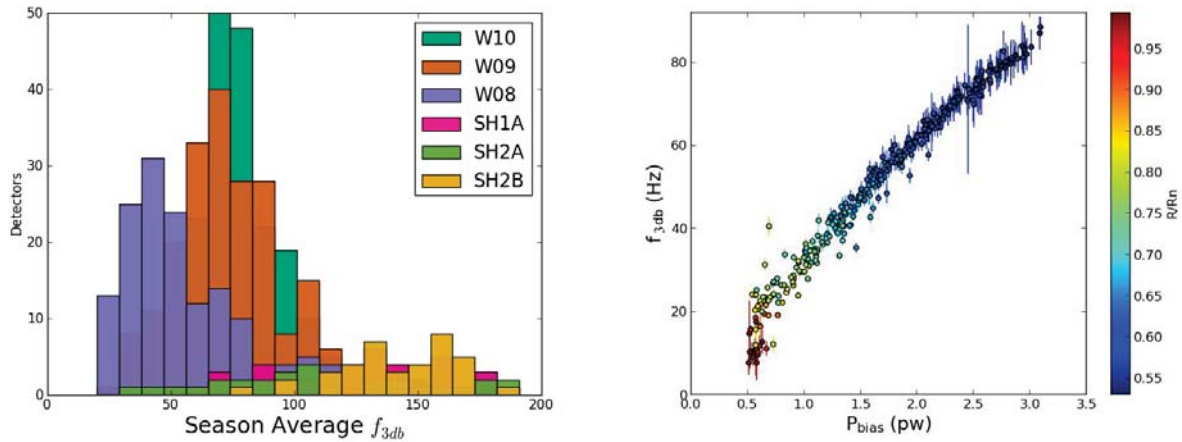 50
40
30
20
10
0
Detectors
0 50 100 150 200
Season Average f3db
W10
W09
W08
SH1A
SH2A
SH2B
80
60
40
20
0
f3db (Hz)
0.0 0.5 1.0 1.5 2.0 2.5 3.0 3.5
Pbias (pw)
0.95
0.90
0.85
0.80
0.75
0.70
0.65
0.60
0.55
R/Rn